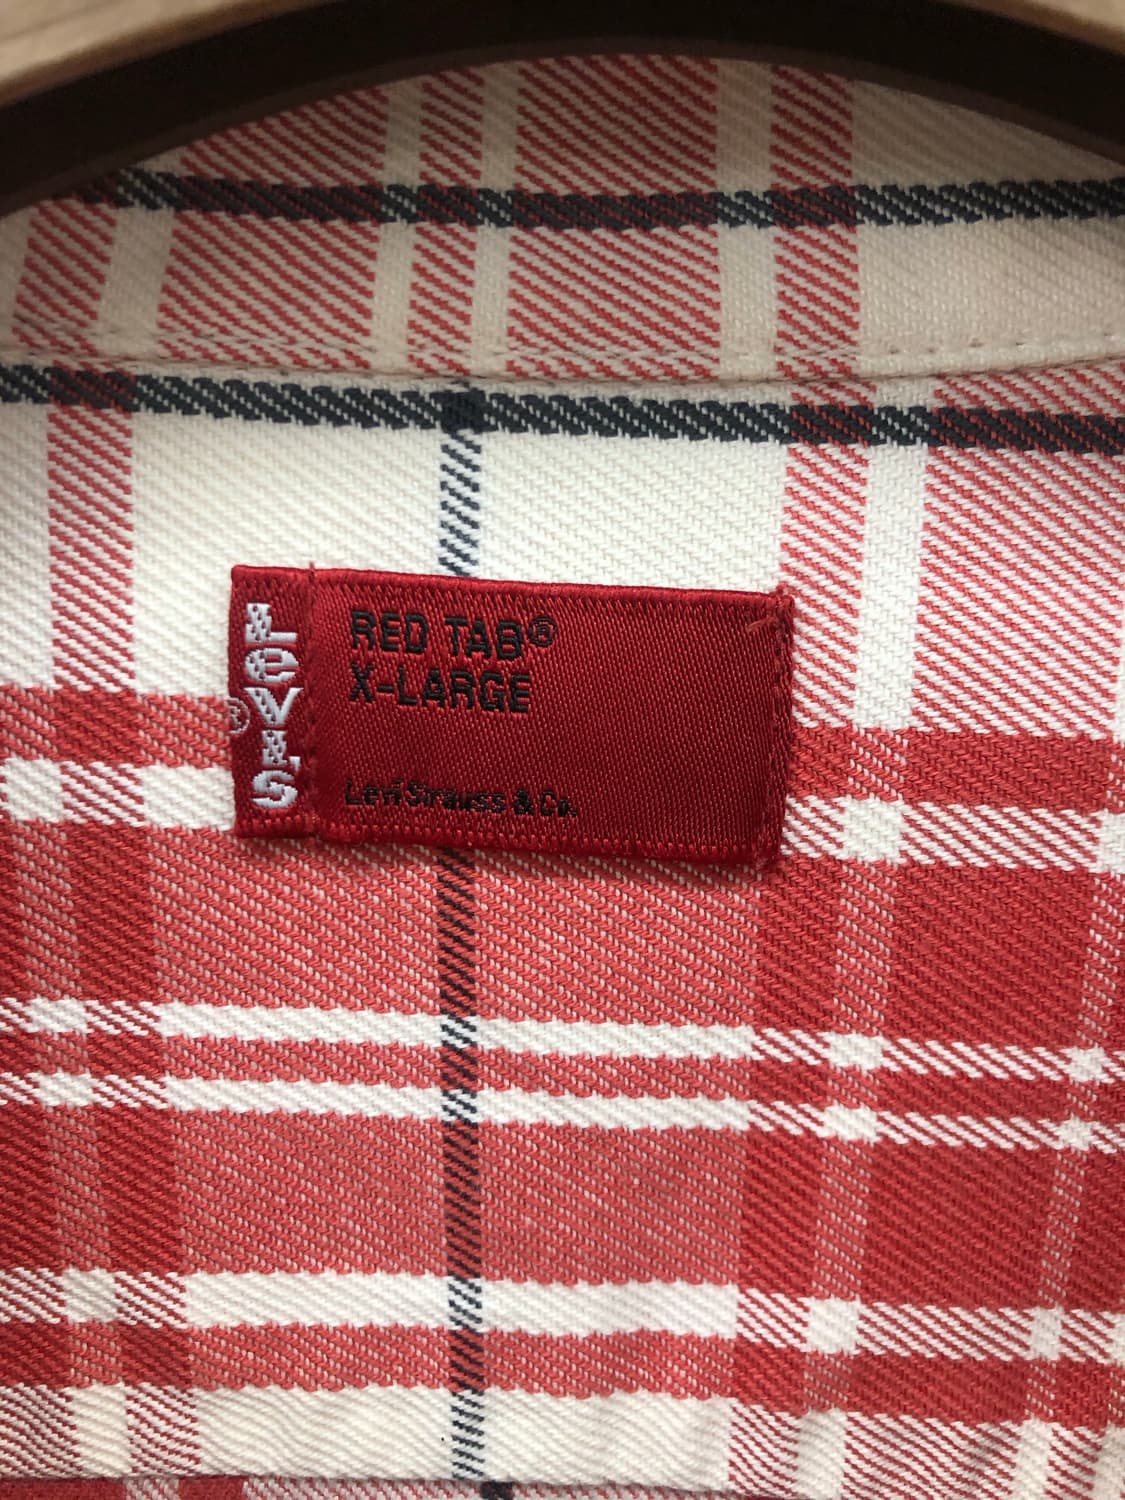 LeVI'S
®
RED TAB®
X-LARGE
Levi Strauss & Co.